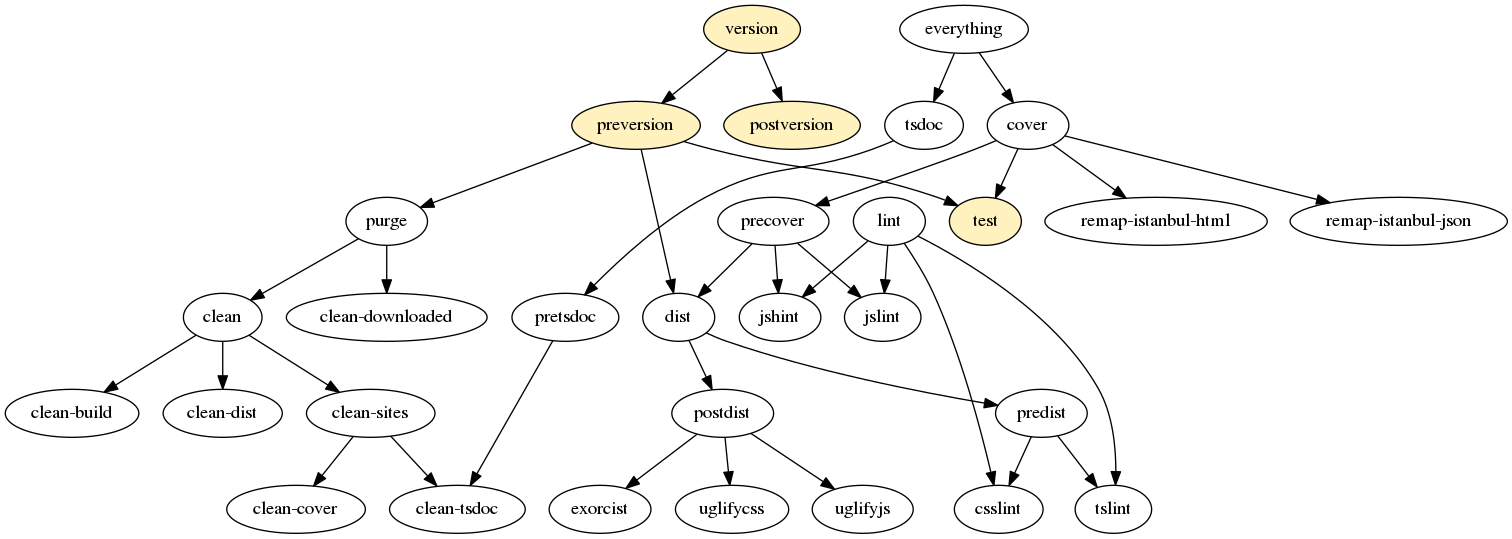 version
everything
preversion
postversion
tsdoc
cover
purge
precover
lint
test
remap-istanbul-html
remap-istanbul-json
clean
clean-downloaded
pretsdoc
dist
jshint
jslint
clean-build
clean-dist
clean-sites
postdist
predist
clean-cover
clean-tsdoc
exorcist
uglifycss
uglifyjs
csslint
tslint